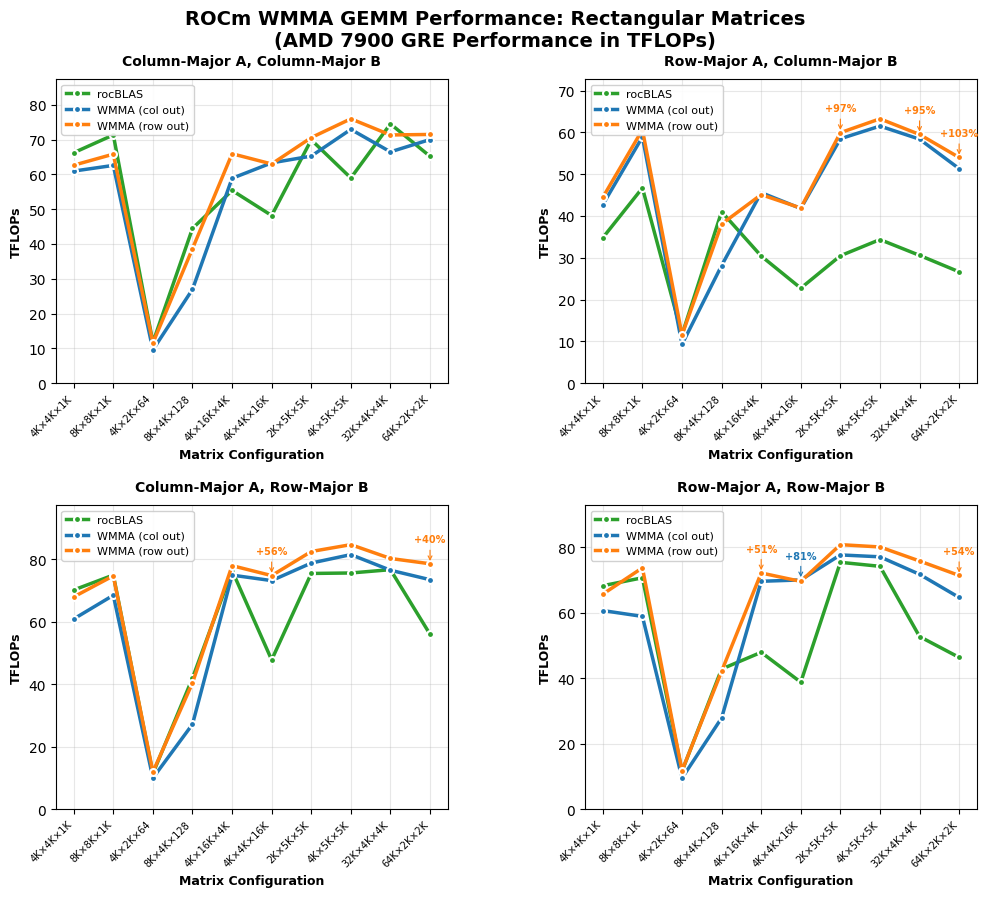 ROCm WMMA GEMM Performance: Rectangular Matrices
(AMD 7900 GRE Performance in TFLOPs)
Column-Major A, Column-Major B
rocBLAS
WMMA (col out)
WMMA (row out)
80
70
60
50
40
30
20
10
0
TFLOPs
4K×4K×1K
8K×8K×1K
4K×2K×64
8K×4K×128
4K×16K×4K
4K×4K×16K
2K×5K×5K
4K×5K×5K
32K×4K×4K
64K×2K×2K
Matrix Configuration
Row-Major A, Column-Major B
rocBLAS
WMMA (col out)
WMMA (row out)
+97%
+95%
+103%
70
60
50
40
30
20
10
0
TFLOPs
4K×4K×1K
8K×8K×1K
4K×2K×64
8K×4K×128
4K×16K×4K
4K×4K×16K
2K×5K×5K
4K×5K×5K
32K×4K×4K
64K×2K×2K
Matrix Configuration
Column-Major A, Row-Major B
rocBLAS
WMMA (col out)
WMMA (row out)
+56%
+40%
80
60
40
20
0
TFLOPs
4K×4K×1K
8K×8K×1K
4K×2K×64
8K×4K×128
4K×16K×4K
4K×4K×16K
2K×5K×5K
4K×5K×5K
32K×4K×4K
64K×2K×2K
Matrix Configuration
Row-Major A, Row-Major B
rocBLAS
WMMA (col out)
WMMA (row out)
+51%
+81%
+54%
80
60
40
20
0
TFLOPs
4K×4K×1K
8K×8K×1K
4K×2K×64
8K×4K×128
4K×16K×4K
4K×4K×16K
2K×5K×5K
4K×5K×5K
32K×4K×4K
64K×2K×2K
Matrix Configuration